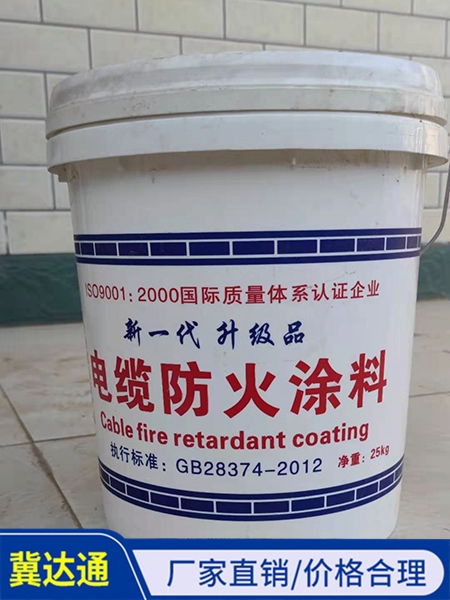 ISO9001:2000国际质量体系认证企业
新一代 升级品
电缆防火涂料
Cable fire retardant coating
执行标准：GB28374-2012 净重：25kg
冀达通 厂家直销/价格合理